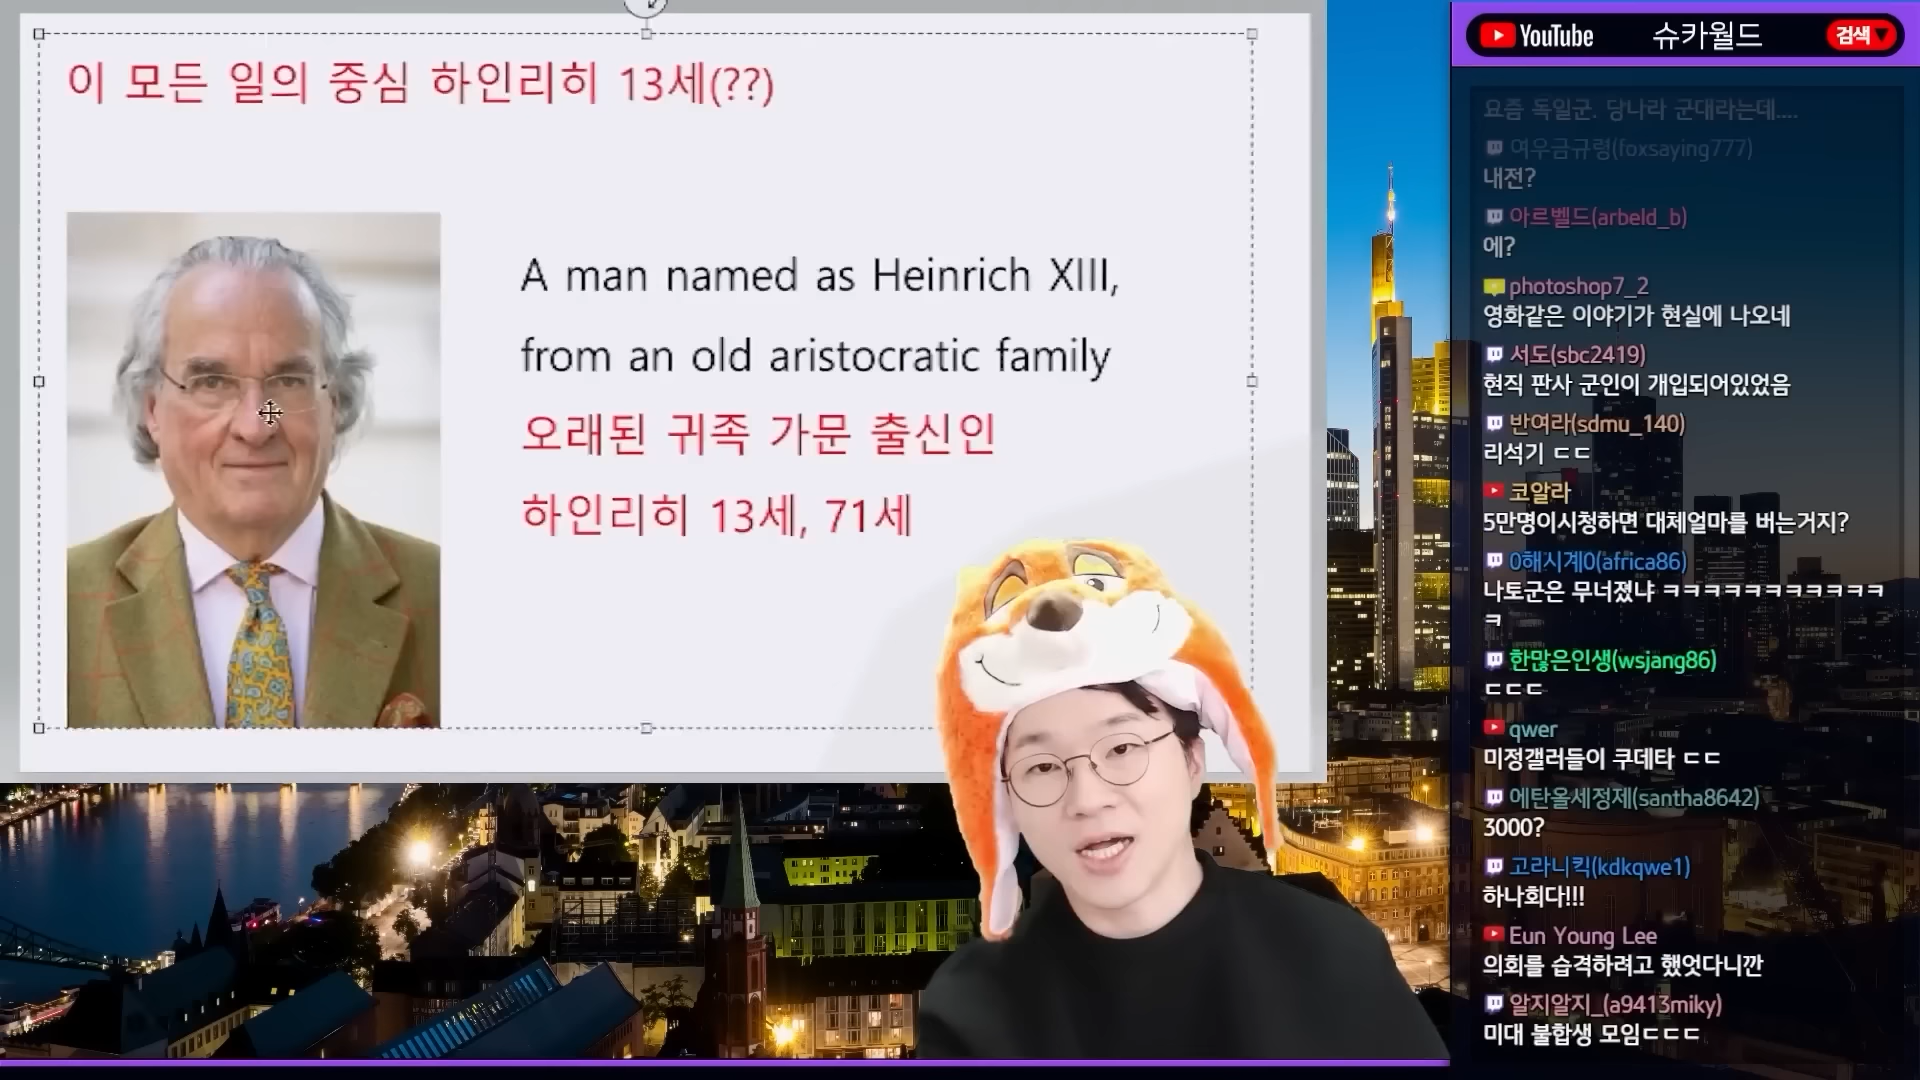 이 모든 일의 중심 하인리히 13세(??)
A man named as Heinrich XIII,
from an old aristocratic family
오래된 귀족 가문 출신인
하인리히 13세, 71세
YouTube 슈카월드 검색
요즘 독일군. 당나라 군대라는데....
여우금규령(foxsaying777)
내전?
아르벨드(arbeld_b)
에?
photoshop7_2
영화같은 이야기가 현실에 나오네
서도(sbc2419)
현직 판사 군인이 개입되어있었음
반여라(sdmu_140)
리석기 ㄷㄷ
코알라
5만명이시청하면 대체얼마를 버는거지?
0해시계0(africa86)
나토군은 무너졌냐 ㅋㅋㅋㅋㅋㅋㅋㅋㅋㅋㅋ
ㅋ
한많은인생(wsjang86)
ㄷㄷㄷ
qwer
미정갤러들이 쿠데타 ㄷㄷ
에탄올세정제(santha8642)
3000?
고라니킥(kdkqwe1)
하나회다!!!
Eun Young Lee
의회를 습격하려고 했엇다니깐
알지알지_(a9413miky)
미대 불합생 모임ㄷㄷㄷ